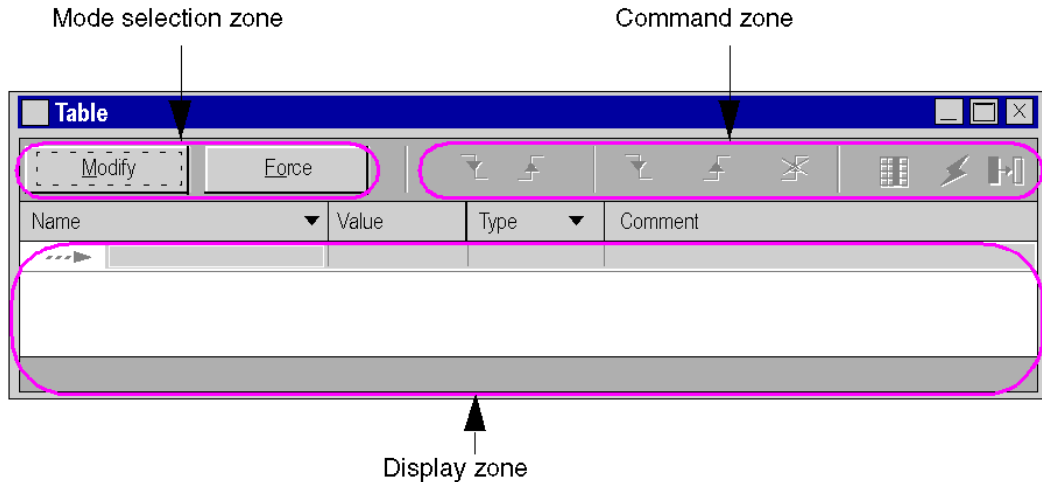 Mode selection zone
Command zone
Table
Modify
Force
Name
Value
Type
Comment
Display zone